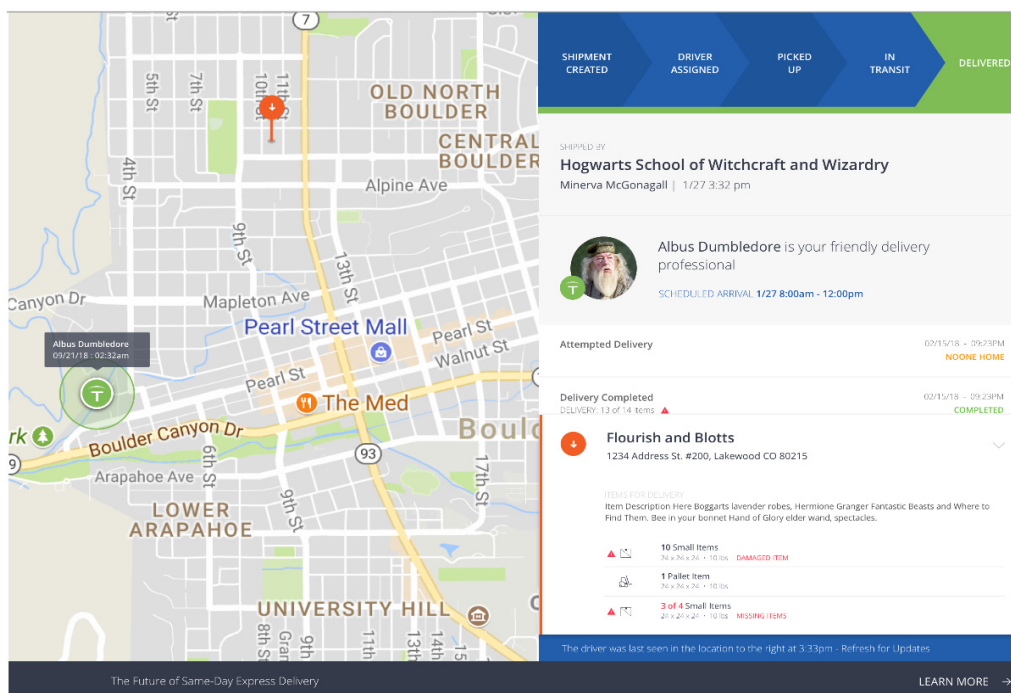 7
5th St
7th St
10th St
11th St
OLD NORTH
BOULDER
CENTRAL
BOULDER
4th St
Alpine Ave
9th St
13th St
Canyon Dr
Mapleton Ave
Pearl Street Mall
Pearl St
Walnut St
Albus Dumbledore
09/21/18 : 02:32am
Pearl St
The Med
rk
Boulder Canyon Dr
Boulc
9
6th St
93
Arapahoe Ave
17th St
9th St
LOWER
ARAPAHOE
UNIVERSITY HILL
C
8th St
Gran
9th
11th
13th
14th
15
SHIPMENT
CREATED
DRIVER
ASSIGNED
PICKED
UP
IN
TRANSIT
DELIVERED
SHIPPED BY
Hogwarts School of Witchcraft and Wizardry
Minerva McGonagall | 1/27 3:32 pm
Albus Dumbledore is your friendly delivery
professional
SCHEDULED ARRIVAL 1/27 8:00am - 12:00pm
Attempted Delivery 02/15/18 - 09:23PM
NOONE HOME
Delivery Completed 02/15/18 - 09:23PM
DELIVERY: 13 of 14 items COMPLETED
Flourish and Blotts
1234 Address St. #200, Lakewood CO 80215
ITEMS FOR DELIVERY
Item Description Here Boggarts lavender robes, Hermione Granger Fantastic Beasts and Where to
Find Them. Bee in your bonnet Hand of Glory elder wand, spectacles.
10 Small Items
24 x 24 x 24 • 10 lbs DAMAGED ITEM
1 Pallet Item
24 x 24 x 24 • 10 lbs
3 of 4 Small Items
24 x 24 x 24 • 10 lbs MISSING ITEMS
The driver was last seen in the location to the right at 3:33pm - Refresh for Updates
The Future of Same-Day Express Delivery
LEARN MORE →